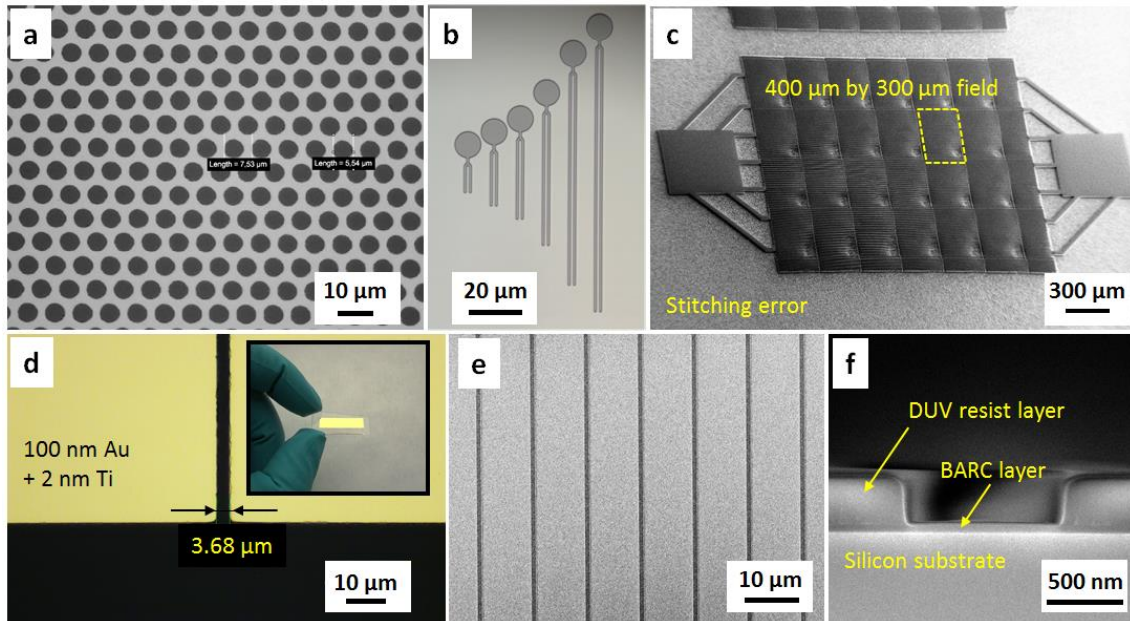 a
Length = 7,53 µm
Length = 5,54 µm
10 µm
b
20 µm
c
400 µm by 300 µm field
Stitching error
300 µm
d
100 nm Au
+ 2 nm Ti
3.68 µm
10 µm
e
10 µm
f
DUV resist layer
BARC layer
Silicon substrate
500 nm